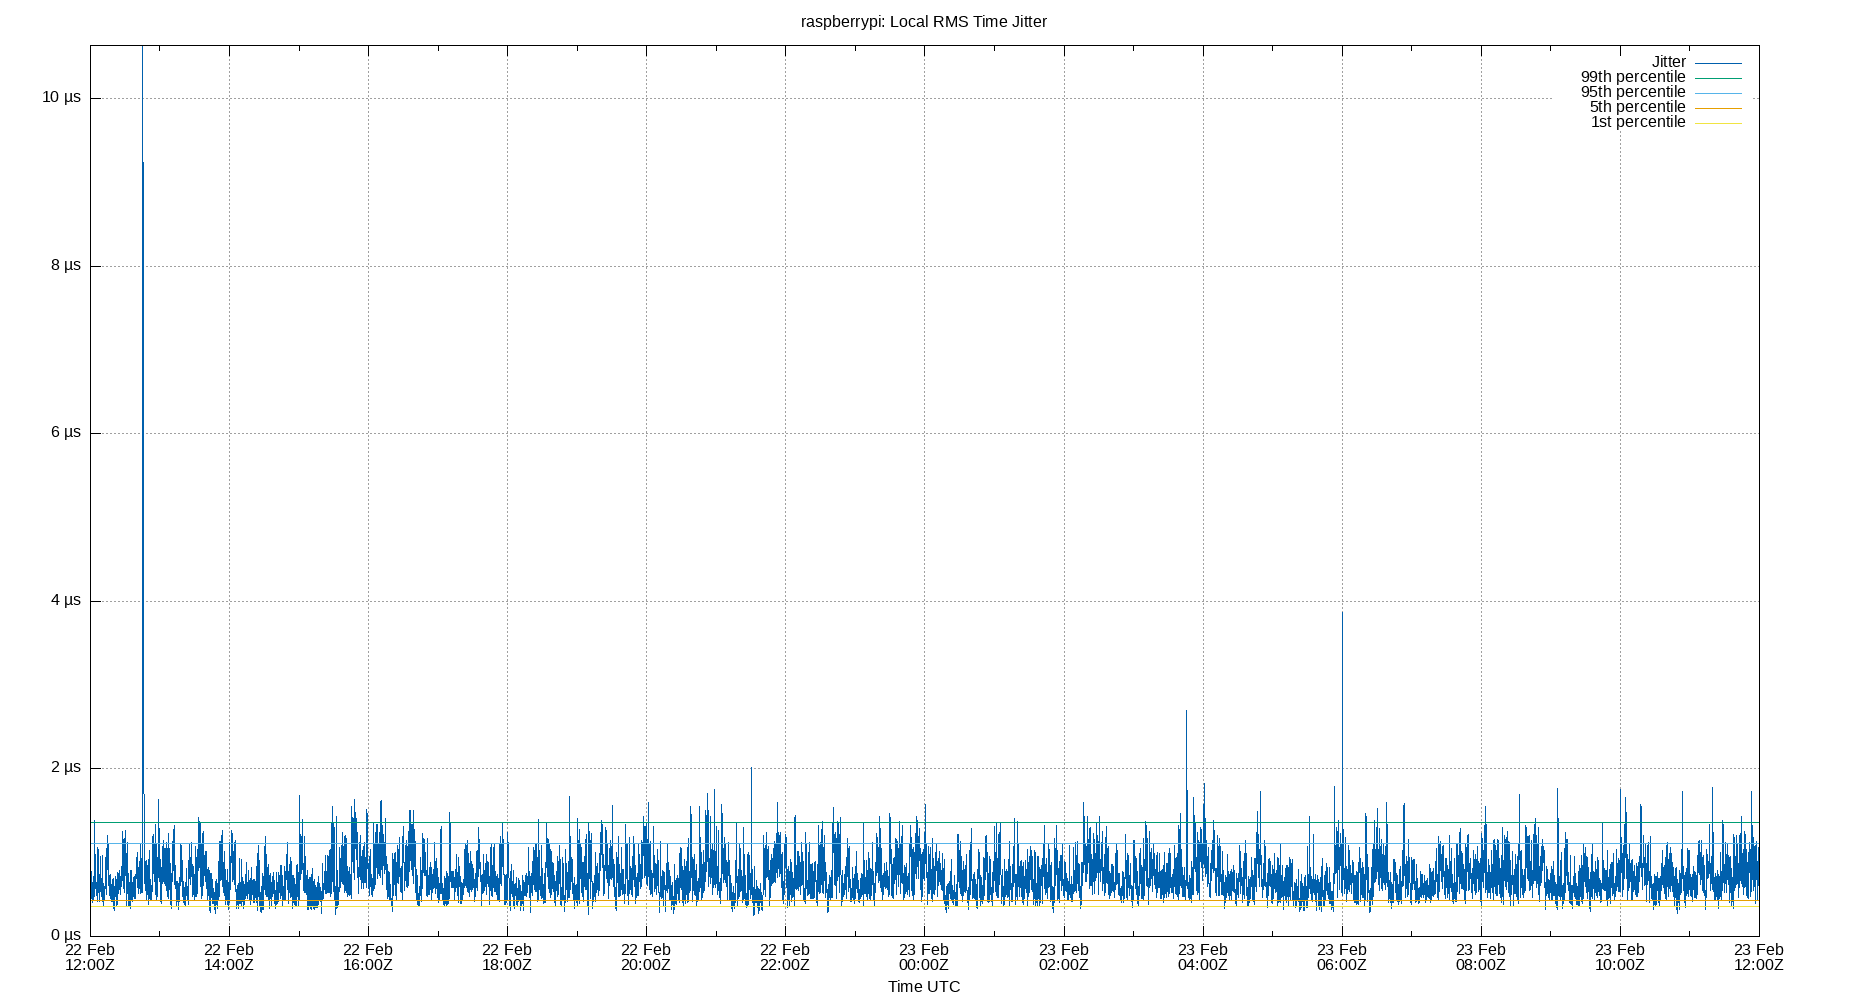 raspberrypi: Local RMS Time Jitter
Jitter
99th percentile
95th percentile
5th percentile
1st percentile
10 µs
8 µs
6 µs
4 µs
2 µs
0 µs
22 Feb 22 Feb 22 Feb 22 Feb 22 Feb 22 Feb 23 Feb 23 Feb 23 Feb 23 Feb 23 Feb 23 Feb 23 Feb
12:00Z 14:00Z 16:00Z 18:00Z 20:00Z 22:00Z 00:00Z 02:00Z 04:00Z 06:00Z 08:00Z 10:00Z 12:00Z
Time UTC